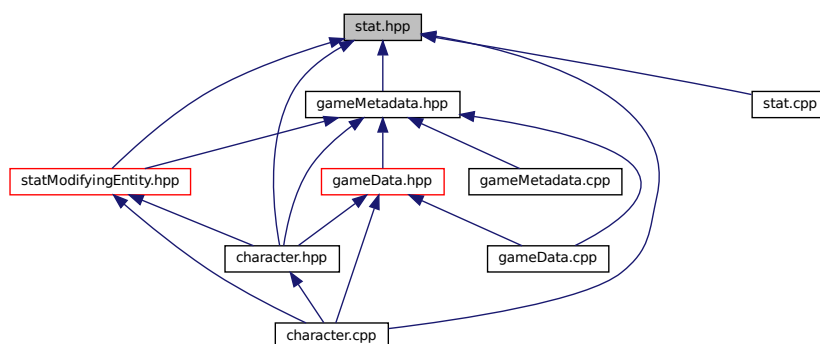 stat.hpp
gameMetadata.hpp
stat.cpp
statModifyingEntity.hpp
gameData.hpp
gameMetadata.cpp
character.hpp
gameData.cpp
character.cpp